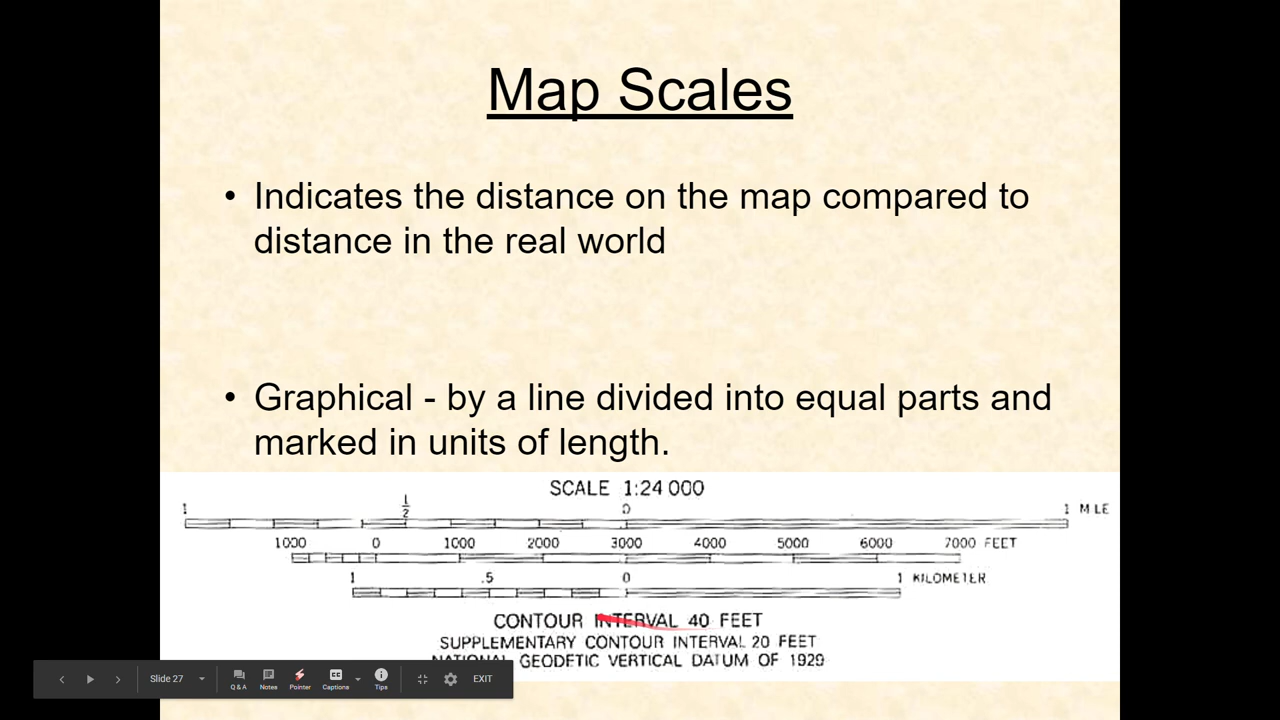 Map Scales
• Indicates the distance on the map compared to
distance in the real world
• Graphical - by a line divided into equal parts and
marked in units of length.
SCALE 1:24 000
1 1/2 0 1 MILE
1000 0 1000 2000 3000 4000 5000 6000 7000 FEET
1 .5 0 1 KILOMETER
CONTOUR INTERVAL 40 FEET
SUPPLEMENTARY CONTOUR INTERVAL 20 FEET
NATIONAL GEODETIC VERTICAL DATUM OF 1929
Slide 27 Q & A Notes Pointer CC Captions Tips EXIT